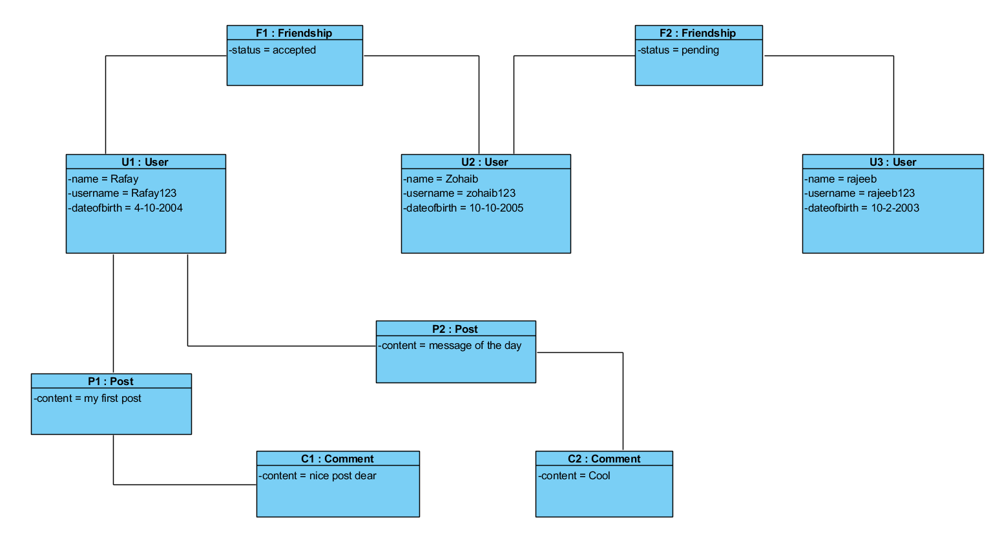 F1 : Friendship
-status = accepted
F2 : Friendship
-status = pending
U1 : User
-name = Rafay
-username = Rafay123
-dateofbirth = 4-10-2004
U2 : User
-name = Zohaib
-username = zohaib123
-dateofbirth = 10-10-2005
U3 : User
-name = rajeeb
-username = rajeeb123
-dateofbirth = 10-2-2003
P2 : Post
-content = message of the day
P1 : Post
-content = my first post
C1 : Comment
-content = nice post dear
C2 : Comment
-content = Cool